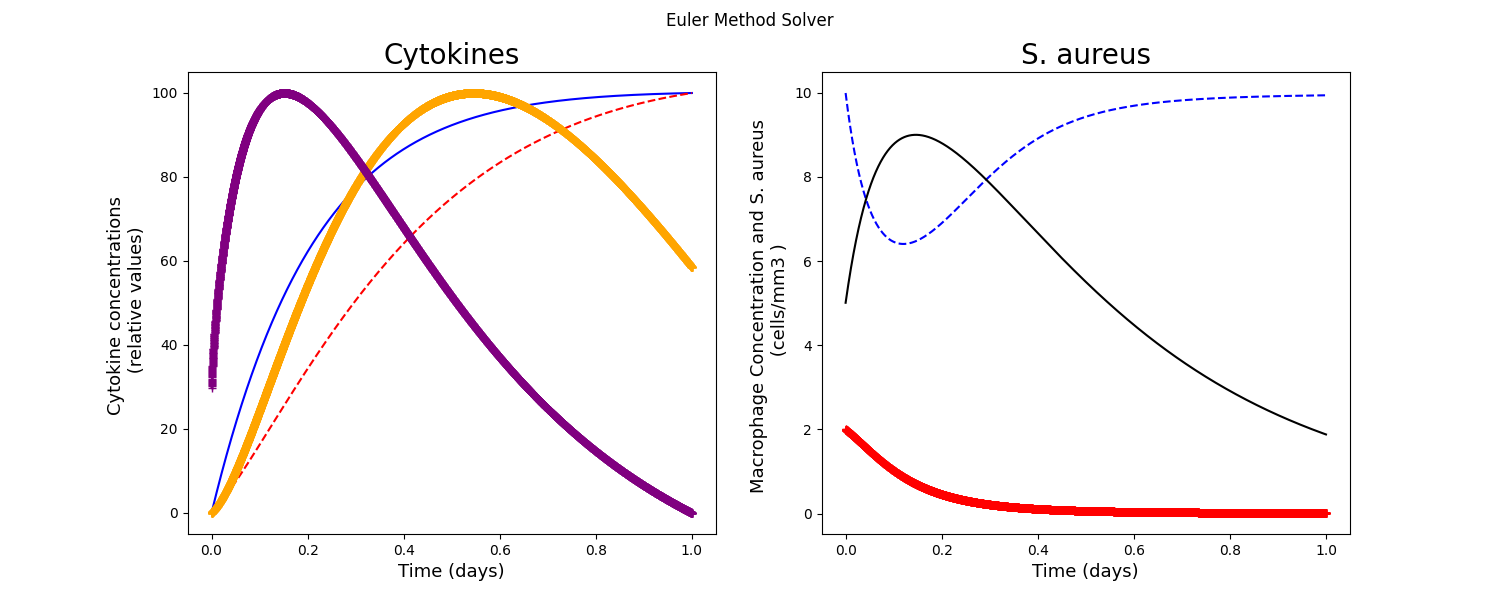 Euler Method Solver
Cytokines
Cytokine concentrations
(relative values)
100
80
60
40
20
0
0.0 0.2 0.4 0.6 0.8 1.0
Time (days)
S. aureus
Macrophage Concentration and S. aureus
(cells/mm3 )
10
8
6
4
2
0
0.0 0.2 0.4 0.6 0.8 1.0
Time (days)